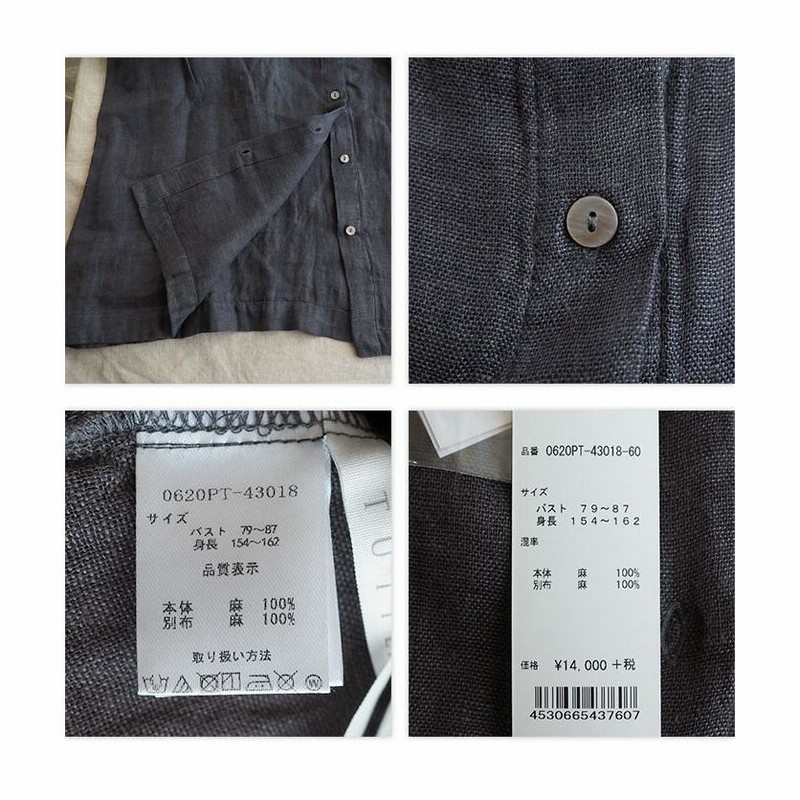 0620PT-43018
サイズ
バスト 79～87
身長 154～162
品質表示
本体 麻 100%
別布 麻 100%
取り扱い方法
W
品番 0620PT-43018-60
サイズ
バスト 79～87
身長 154～162
混率
本体 麻 100%
別布 麻 100%
価格 ¥14,000+税
4530665437607